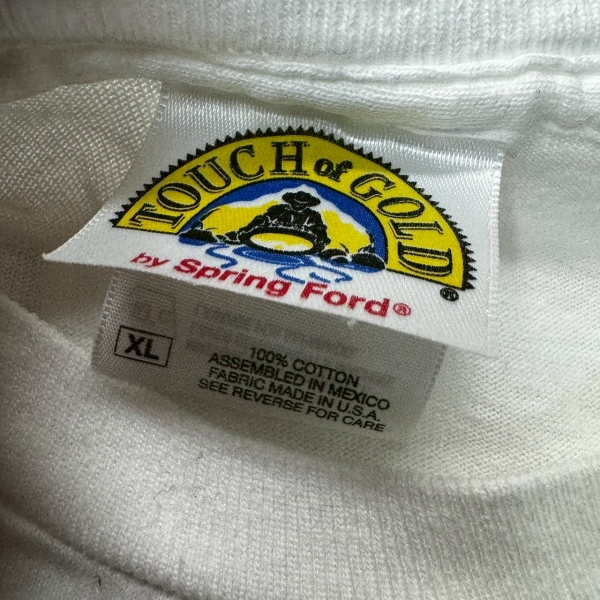 TOUCH of GOLD®
by Spring Ford®
XL
100% COTTON
ASSEMBLED IN MEXICO
FABRIC MADE IN U.S.A.
SEE REVERSE FOR CARE